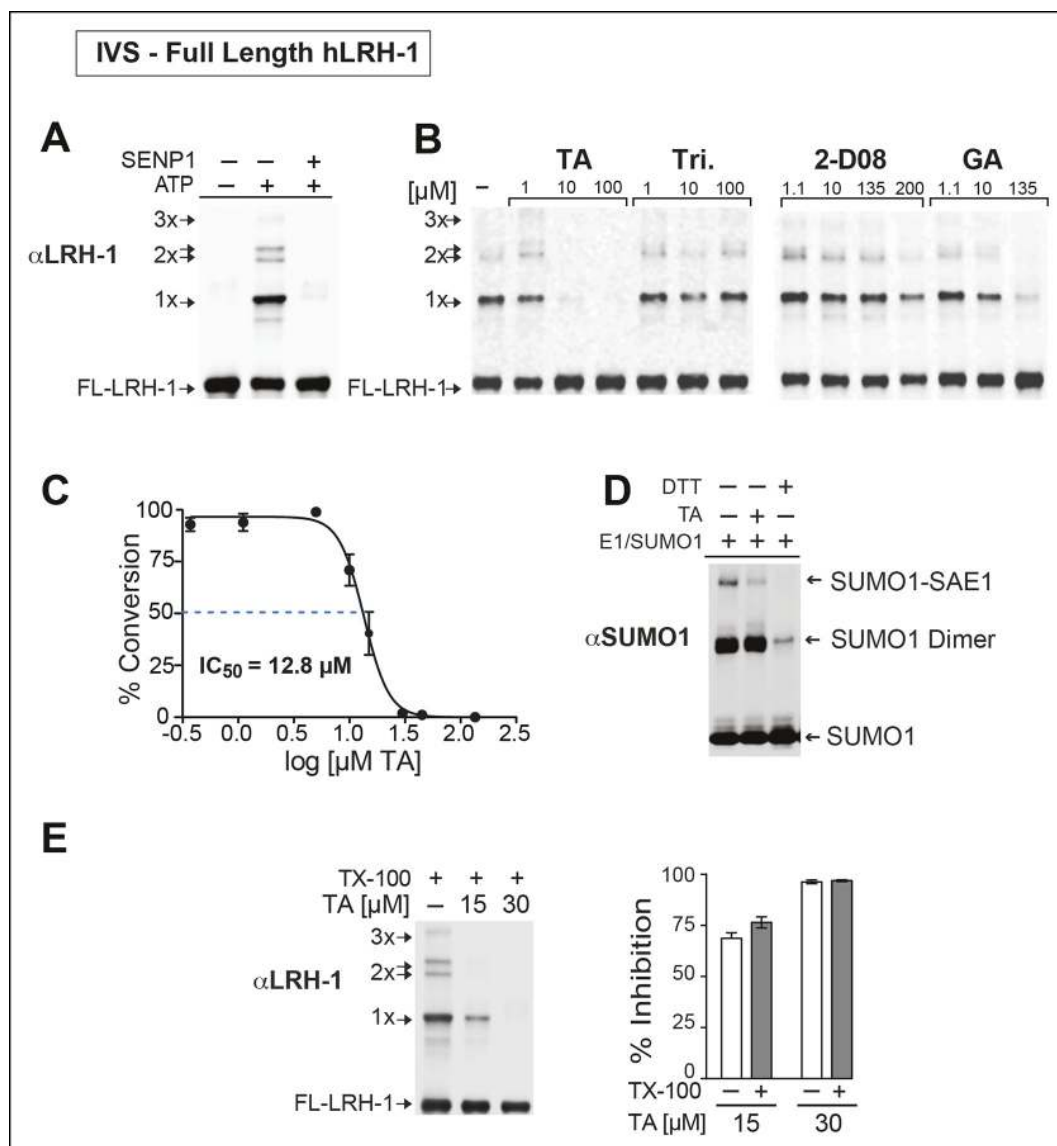 IVS - Full Length hLRH-1
A
SENP1 – – +
ATP – + +
αLRH-1
3x
2x
1x
FL-LRH-1
B
TA Tri. 2-D08 GA
[µM] – 1 10 100 1 10 100 1.1 10 135 200 1.1 10 135
3x
2x
1x
FL-LRH-1
C
% Conversion
100
75
50
25
0
IC50 = 12.8 µM
-0.5 0.0 0.5 1.0 1.5 2.0 2.5
log [µM TA]
D
DTT – – +
TA – + –
E1/SUMO1 + + +
αSUMO1
SUMO1-SAE1
SUMO1 Dimer
SUMO1
E
TX-100 + + +
TA [µM] – 15 30
αLRH-1
3x
2x
1x
FL-LRH-1
% Inhibition
100
75
50
25
0
TX-100 – + – +
TA [µM] 15 30